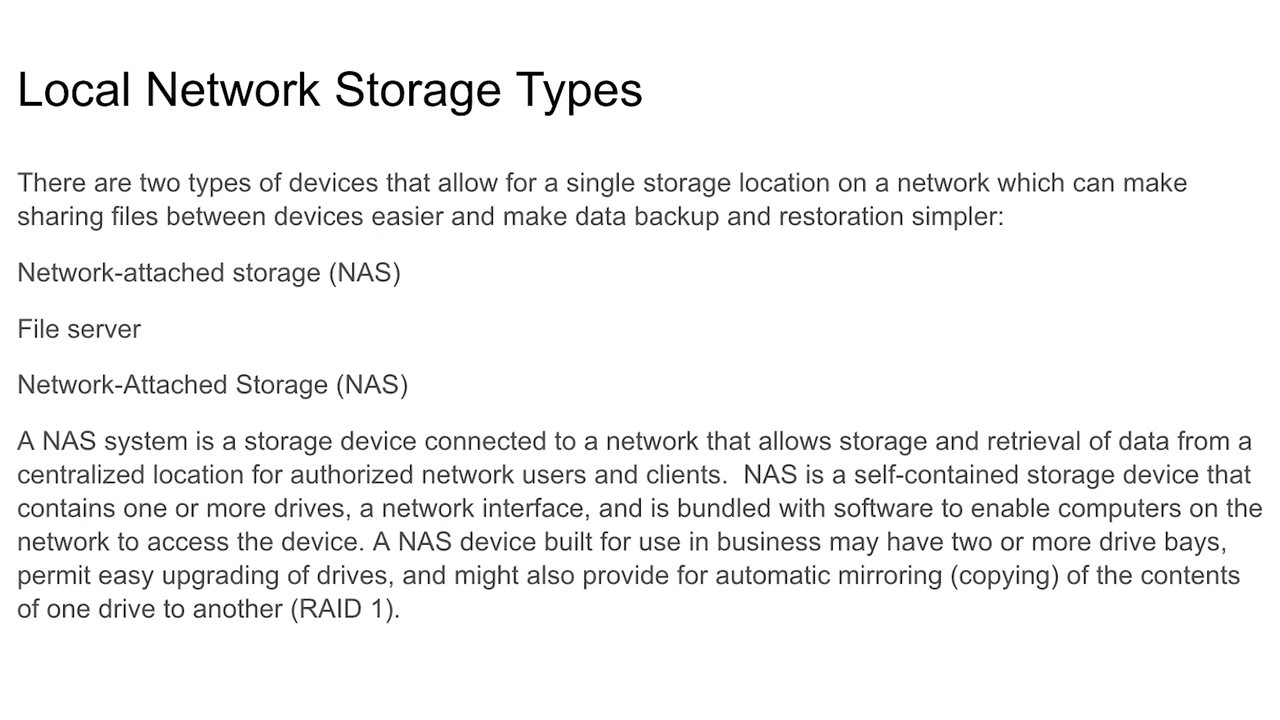 Local Network Storage Types
There are two types of devices that allow for a single storage location on a network which can make
sharing files between devices easier and make data backup and restoration simpler:
Network-attached storage (NAS)
File server
Network-Attached Storage (NAS)
A NAS system is a storage device connected to a network that allows storage and retrieval of data from a
centralized location for authorized network users and clients.  NAS is a self-contained storage device that
contains one or more drives, a network interface, and is bundled with software to enable computers on the
network to access the device. A NAS device built for use in business may have two or more drive bays,
permit easy upgrading of drives, and might also provide for automatic mirroring (copying) of the contents
of one drive to another (RAID 1).